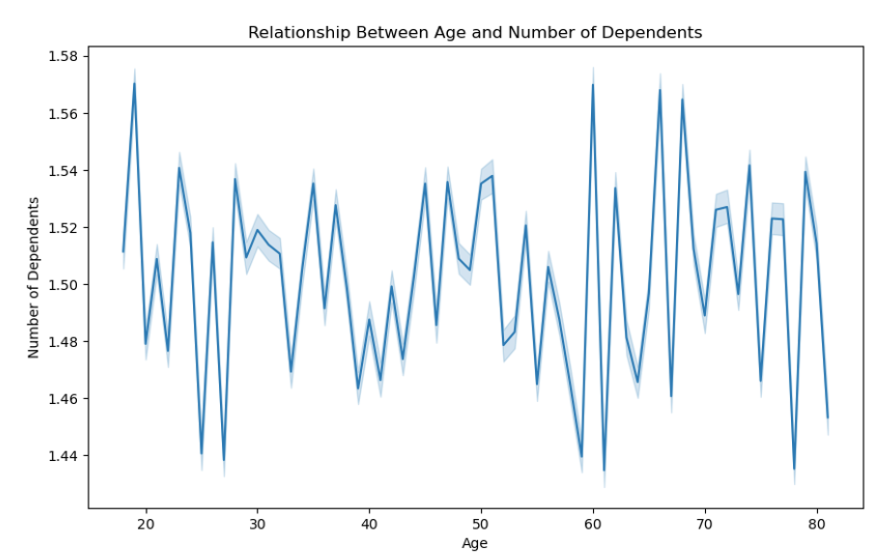 Relationship Between Age and Number of Dependents
1.58
1.56
1.54
1.52
1.50
1.48
1.46
1.44
Number of Dependents
20 30 40 50 60 70 80
Age